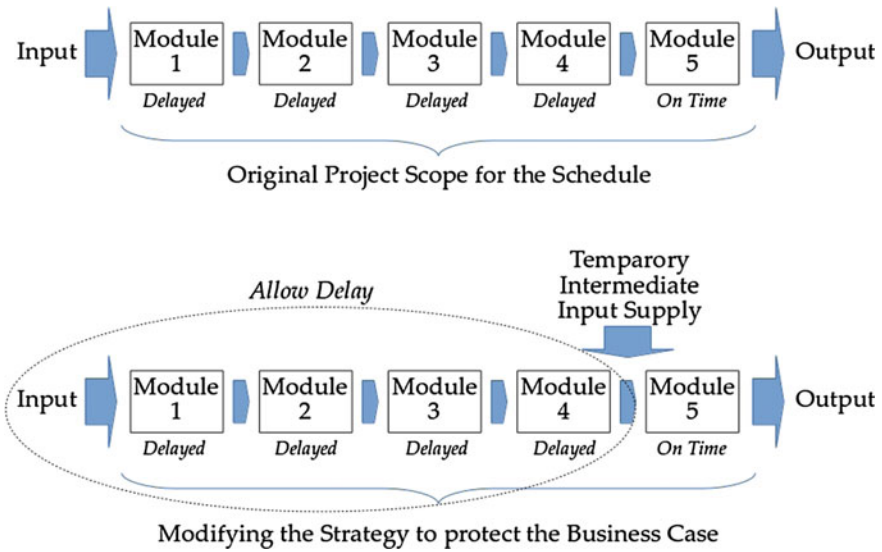 Input
Module 1
Module 2
Module 3
Module 4
Module 5
Output
Delayed
Delayed
Delayed
Delayed
On Time
Original Project Scope for the Schedule
Temparory
Intermediate
Input Supply
Allow Delay
Input
Module 1
Module 2
Module 3
Module 4
Module 5
Output
Delayed
Delayed
Delayed
Delayed
On Time
Modifying the Strategy to protect the Business Case